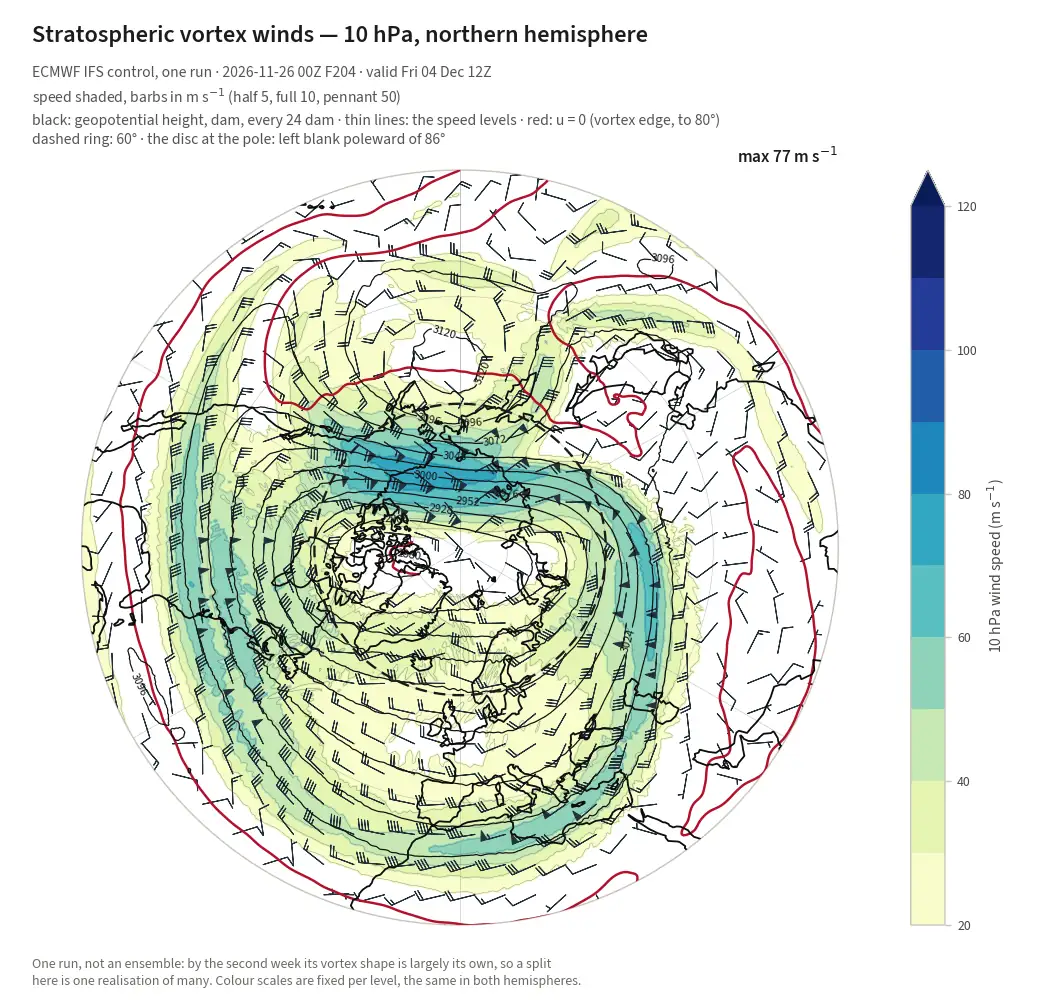 Stratospheric vortex winds — 10 hPa, northern hemisphere
ECMWF IFS control, one run · 2026-11-26 00Z F204 · valid Fri 04 Dec 12Z
speed shaded, barbs in m s⁻¹ (half 5, full 10, pennant 50)
black: geopotential height, dam, every 24 dam · thin lines: the speed levels · red: u = 0 (vortex edge, to 80°)
dashed ring: 60° · the disc at the pole: left blank poleward of 86°
max 77 m s⁻¹
120
100
80
60
40
20
10 hPa wind speed (m s⁻¹)
3096
3120
3120
3096
3072
3000
2952
2928
3096
One run, not an ensemble: by the second week its vortex shape is largely its own, so a split
here is one realisation of many. Colour scales are fixed per level, the same in both hemispheres.